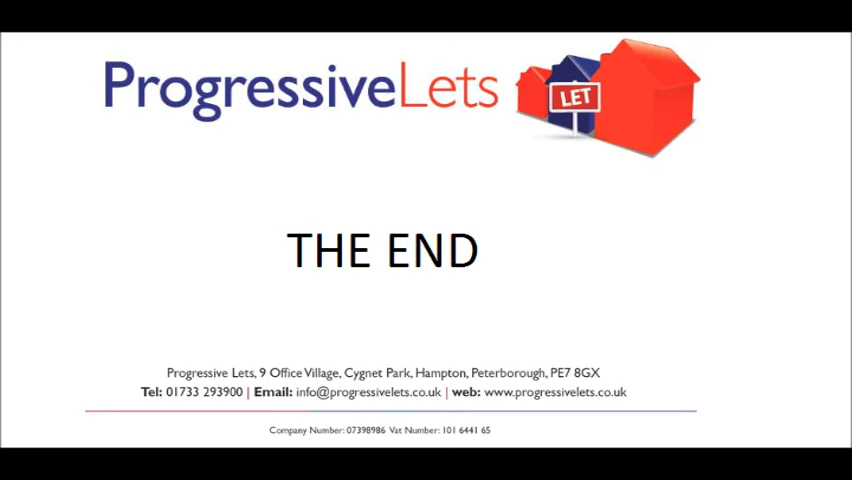 ProgressiveLets
LET
THE END
Progressive Lets, 9 Office Village, Cygnet Park, Hampton, Peterborough, PE7 8GX
Tel: 01733 293900 | Email: info@progressivelets.co.uk | web: www.progressivelets.co.uk
Company Number: 07398986 Vat Number: 101 6441 65